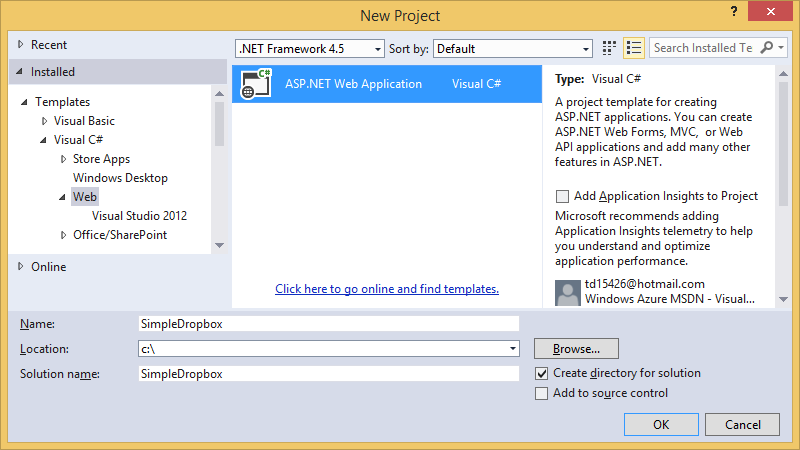 New Project
?
Recent
.NET Framework 4.5
Sort by:
Default
Search Installed Te
Installed
Templates
Visual Basic
Visual C#
Store Apps
Windows Desktop
Web
Visual Studio 2012
Office/SharePoint
Online
C#
ASP.NET Web Application
Visual C#
Click here to go online and find templates.
Type: Visual C#
A project template for creating
ASP.NET applications. You can create
ASP.NET Web Forms, MVC, or Web
API applications and add many other
features in ASP.NET.
Add Application Insights to Project
Microsoft recommends adding
Application Insights telemetry to help
you understand and optimize
application performance.
td15426@hotmail.com
Windows Azure MSDN - Visual...
Name:
SimpleDropbox
Location:
c:\
Browse...
Solution name:
SimpleDropbox
Create directory for solution
Add to source control
OK
Cancel